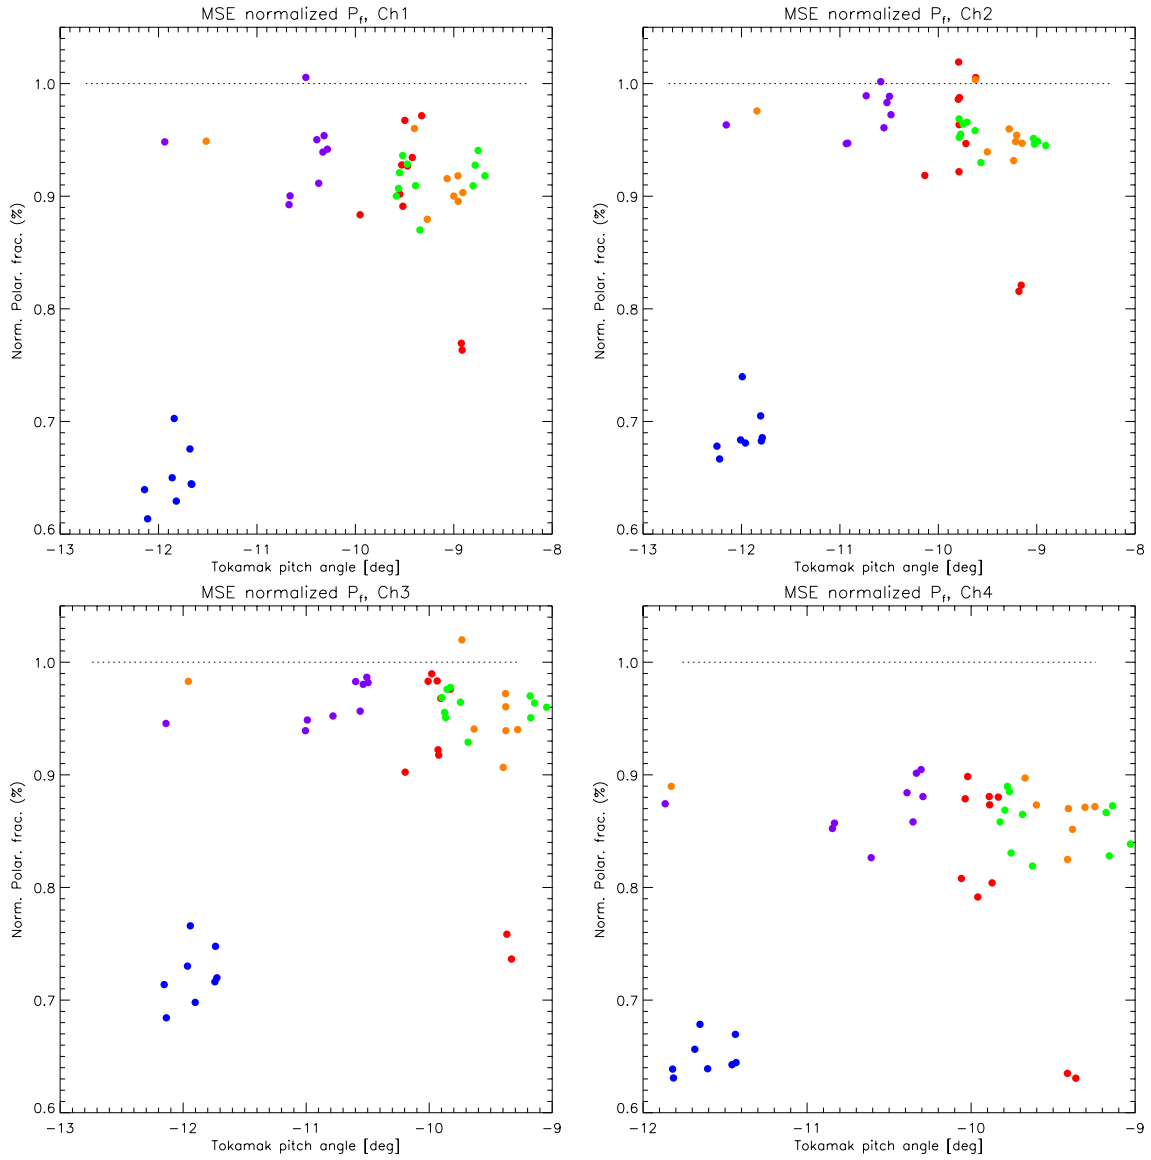 MSE normalized Pf, Ch1
1.0
0.9
0.8
0.7
0.6
Norm. Polar. frac. (%)
-13 -12 -11 -10 -9 -8
Tokamak pitch angle [deg]
MSE normalized Pf, Ch2
1.0
0.9
0.8
0.7
0.6
Norm. Polar. frac. (%)
-13 -12 -11 -10 -9 -8
Tokamak pitch angle [deg]
MSE normalized Pf, Ch3
1.0
0.9
0.8
0.7
0.6
Norm. Polar. frac. (%)
-13 -12 -11 -10 -9
Tokamak pitch angle [deg]
MSE normalized Pf, Ch4
1.0
0.9
0.8
0.7
0.6
Norm. Polar. frac. (%)
-12 -11 -10 -9
Tokamak pitch angle [deg]